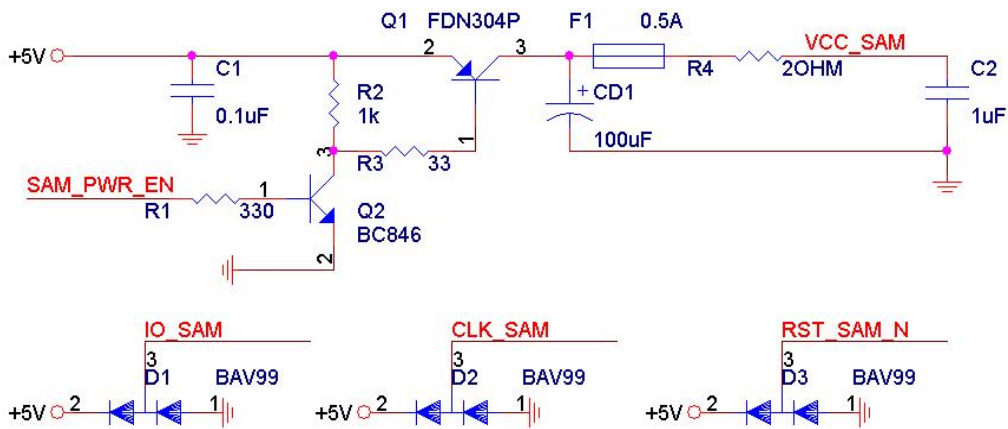 Q1 FDN304P F1 0.5A
+5V 2 3 VCC_SAM
C1 R4 2OHM C2
R2 + CD1
0.1uF 1k 1uF
1 100uF
3 R3 33
SAM_PWR_EN 1
R1 330 Q2
BC846
2
IO_SAM CLK_SAM RST_SAM_N
3 3 3
D1 BAV99 D2 BAV99 D3 BAV99
+5V 2 1 +5V 2 1 +5V 2 1